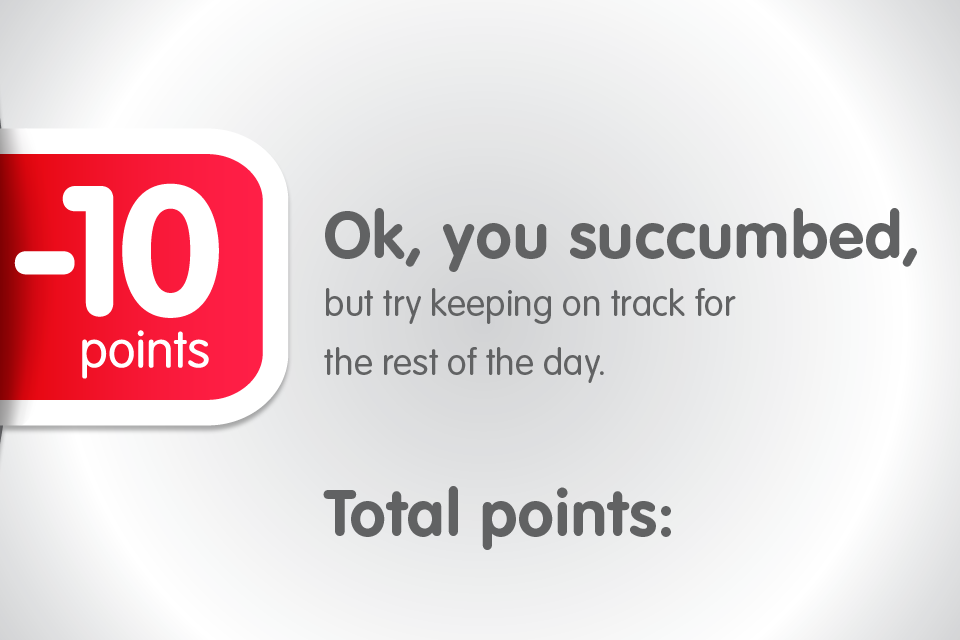 -10
points
Ok, you succumbed,
but try keeping on track for
the rest of the day.
Total points: